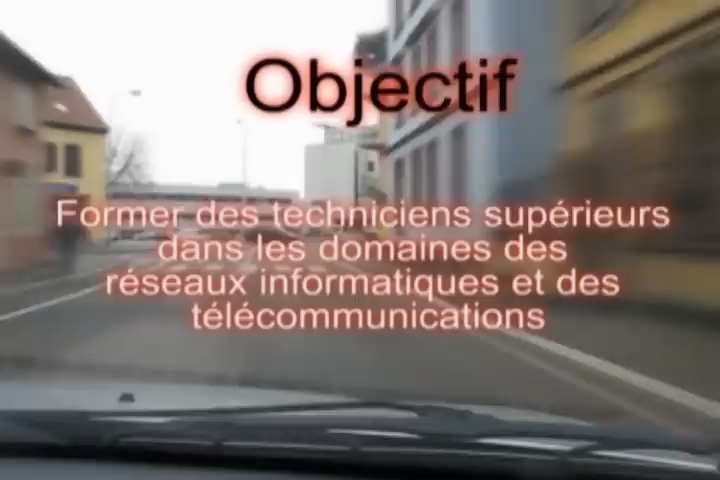 Objectif
Former des techniciens supérieurs
dans les domaines des
réseaux informatiques et des
télécommunications